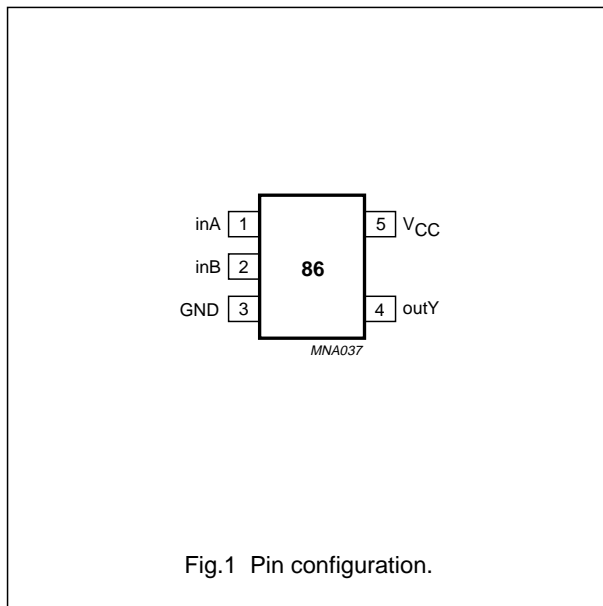 inA 1 5 VCC
inB 2 86
GND 3 4 outY
MNA037
Fig.1 Pin configuration.